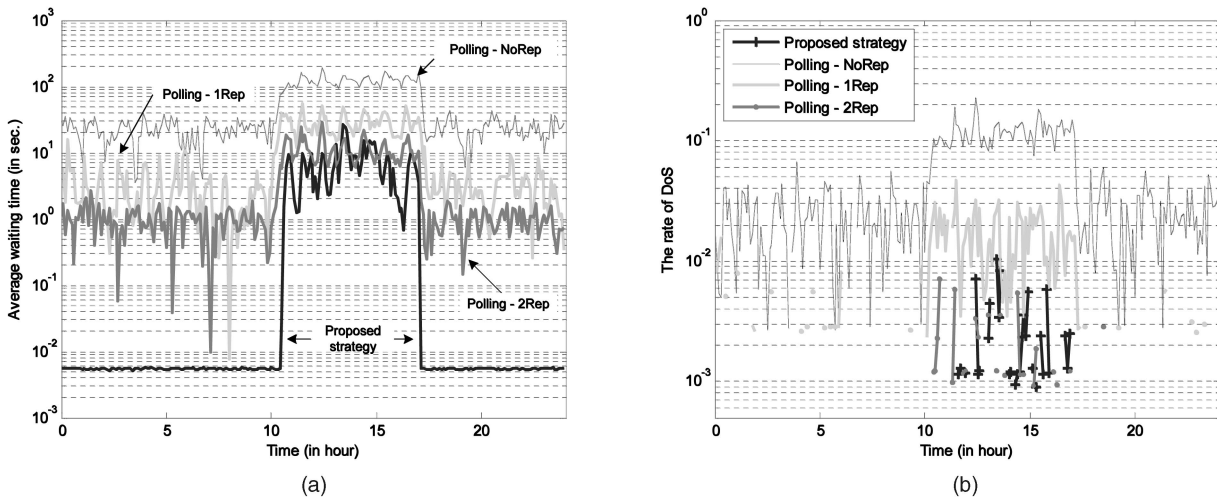 10^3
10^2
10^1
10^0
10^-1
10^-2
10^-3
Average waiting time (in sec.)
Polling - NoRep
Polling - 1Rep
Polling - 2Rep
Proposed
strategy
0 5 10 15 20
Time (in hour)
(a)
10^0
10^-1
10^-2
10^-3
The rate of DoS
Proposed strategy
Polling - NoRep
Polling - 1Rep
Polling - 2Rep
0 5 10 15 20
Time (in hour)
(b)